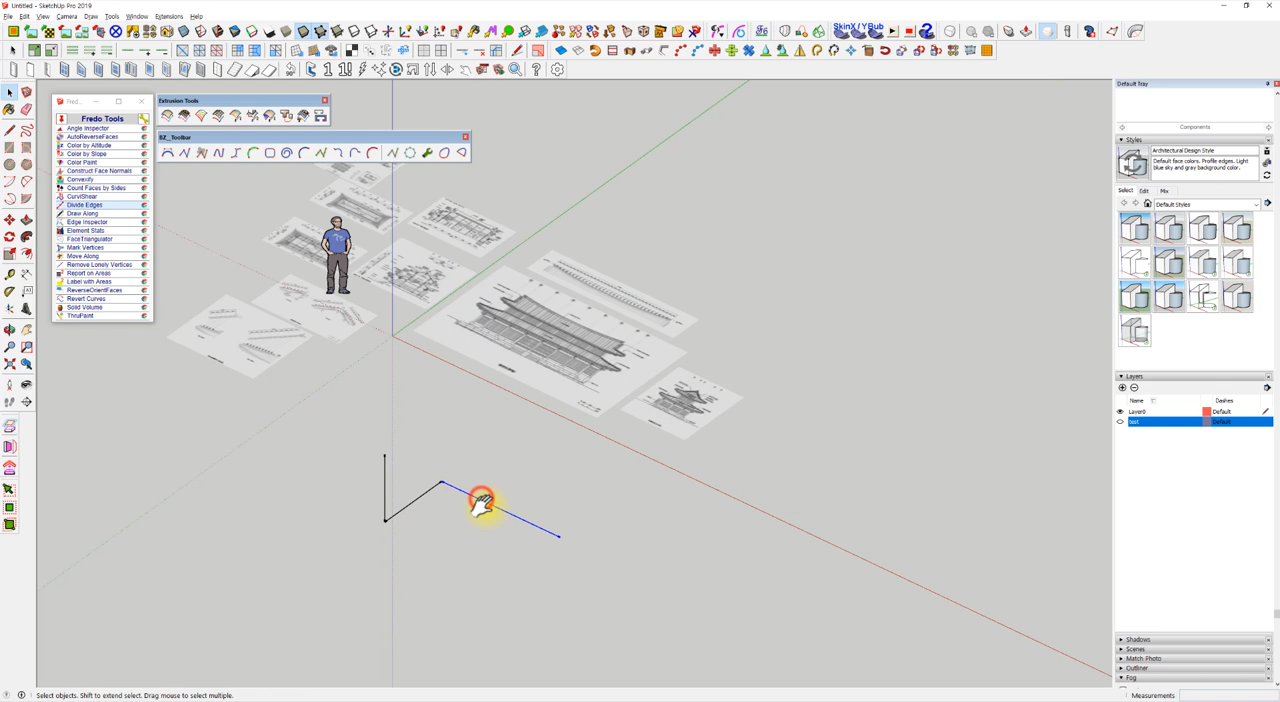 Untitled - SketchUp Pro 2019
File Edit View Camera Draw Tools Window Extensions Help
Default Tray
Fred...
Extrusion Tools
Fredo Tools
Angle Inspector
AutoReverseFaces
Color by Altitude
Color by Slope
Color Paint
Construct Face Normals
Convexify
Count Faces by Sides
CurviShear
Divide Edges
Draw Along
Edge Inspector
Element Stats
FaceTriangulator
Mark Vertices
Move Along
Remove Lonely Vertices
Report on Areas
Label with Areas
ReverseOrientFaces
Revert Curves
Solid Volume
ThruPaint
BZ__Toolbar
SkinX/YBub
Components
Styles
Architectural Design Style
Default face colors. Profile edges. Light blue sky and gray background color.
Select Edit Mix
Default Styles
Layers
Name Dashes
Layer0 Default
Default
Shadows
Scenes
Match Photo
Outliner
Fog
Select objects. Shift to extend select. Drag mouse to select multiple.
Measurements